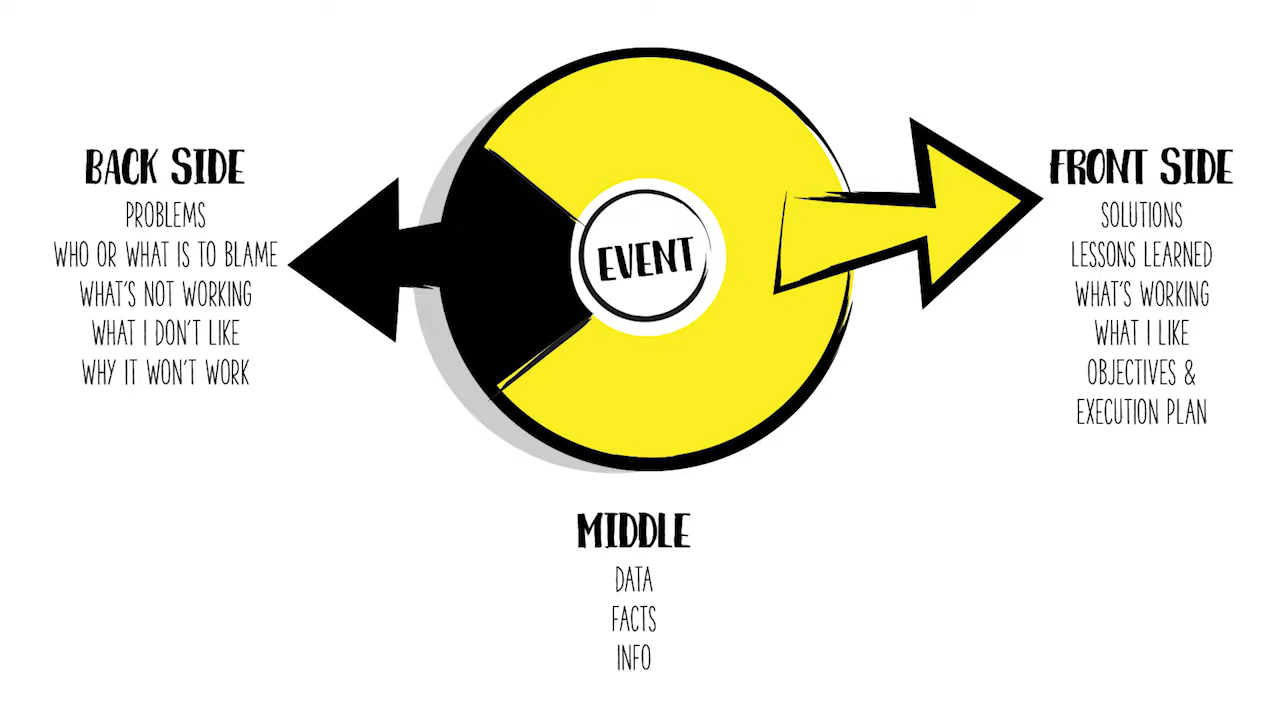 BACK SIDE
PROBLEMS
WHO OR WHAT IS TO BLAME
WHAT'S NOT WORKING
WHAT I DON'T LIKE
WHY IT WON'T WORK
EVENT
FRONT SIDE
SOLUTIONS
LESSONS LEARNED
WHAT'S WORKING
WHAT I LIKE
OBJECTIVES &
EXECUTION PLAN
MIDDLE
DATA
FACTS
INFO